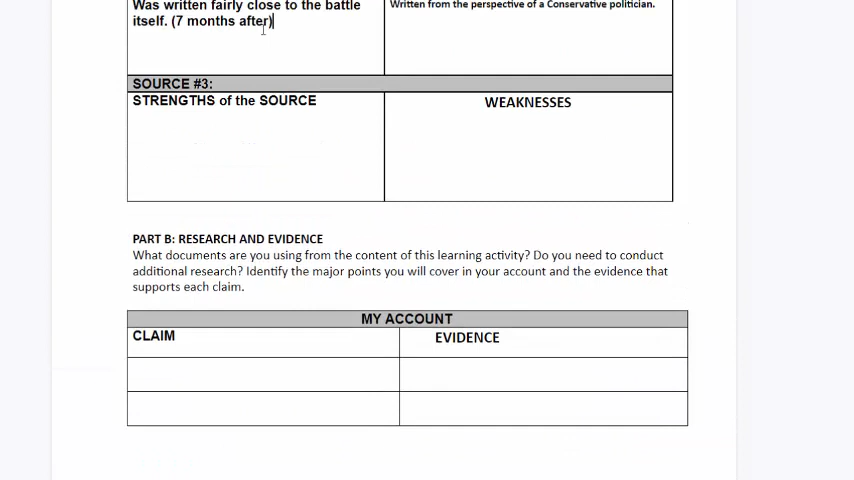 Was written fairly close to the battle
itself. (7 months after)
Written from the perspective of a Conservative politician.
SOURCE #3:
STRENGTHS of the SOURCE
WEAKNESSES
PART B: RESEARCH AND EVIDENCE
What documents are you using from the content of this learning activity? Do you need to conduct
additional research? Identify the major points you will cover in your account and the evidence that
supports each claim.
MY ACCOUNT
CLAIM
EVIDENCE